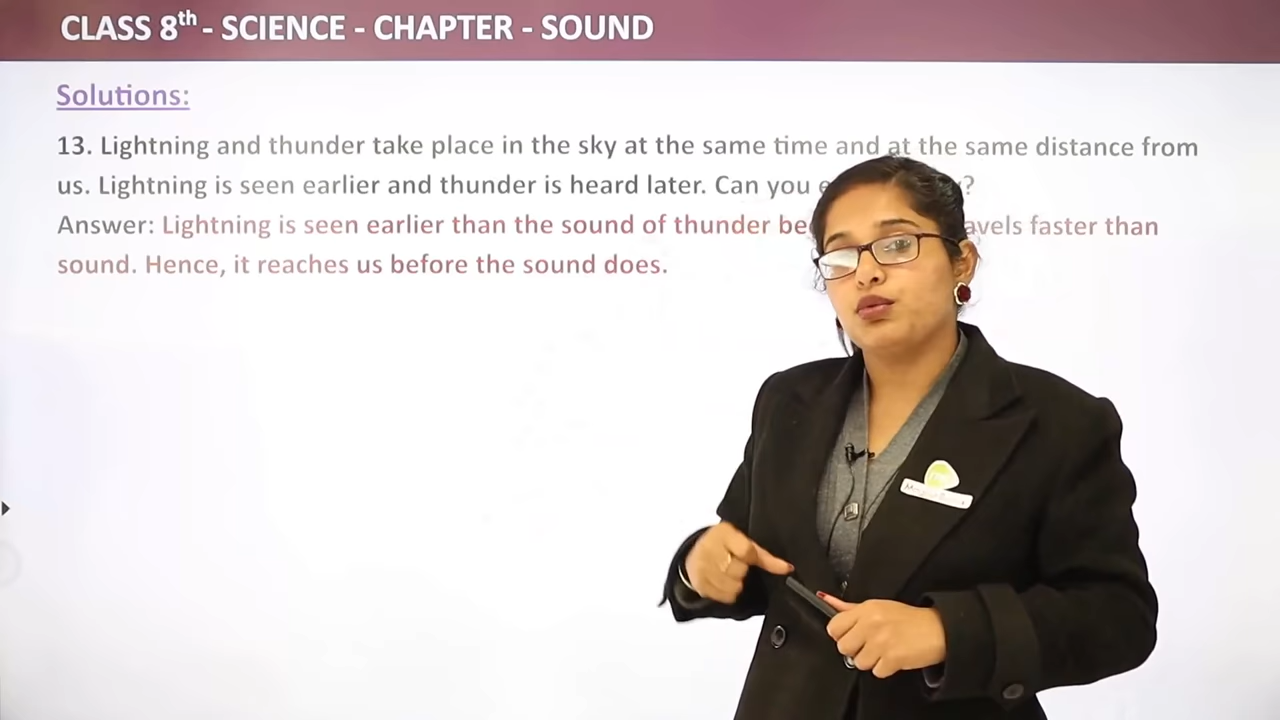 CLASS 8th - SCIENCE - CHAPTER - SOUND
Solutions:
13. Lightning and thunder take place in the sky at the same time and at the same distance from
us. Lightning is seen earlier and thunder is heard later. Can you ?
Answer: Lightning is seen earlier than the sound of thunder faster than
sound. Hence, it reaches us before the sound does.